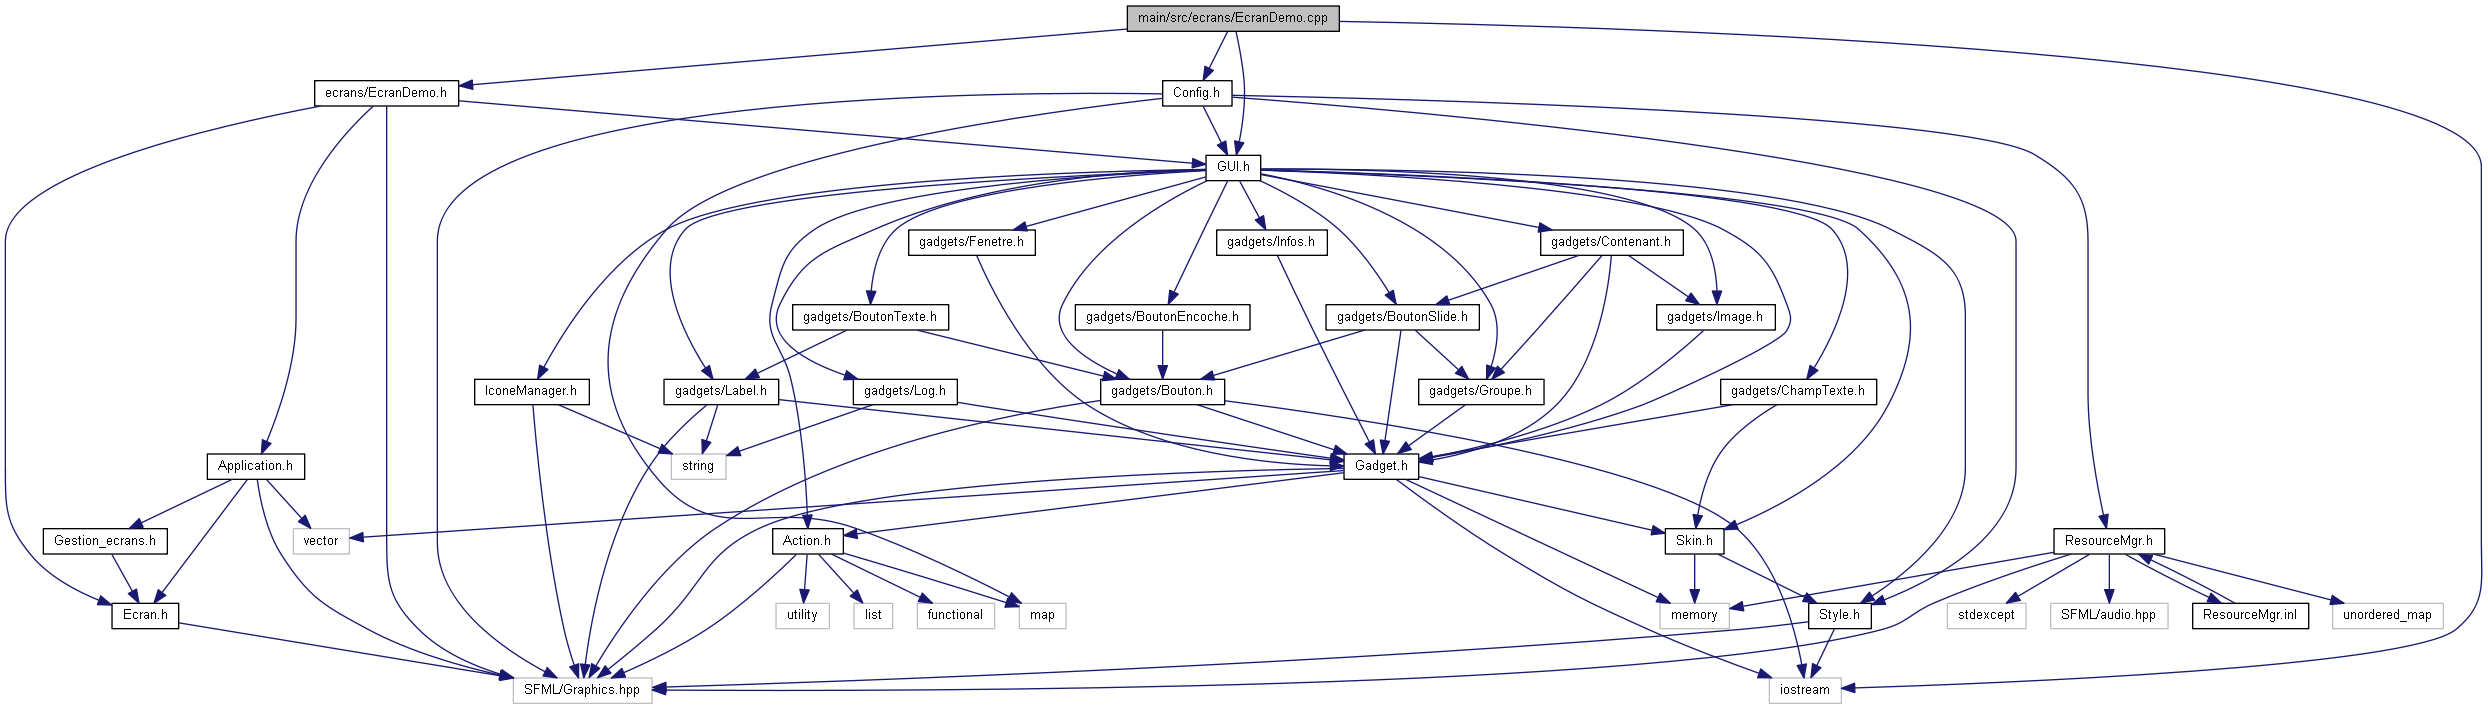 main/src/ecrans/EcranDemo.cpp
ecrans/EcranDemo.h
Config.h
GUI.h
gadgets/Fenetre.h
gadgets/Infos.h
gadgets/Contenant.h
gadgets/BoutonTexte.h
gadgets/BoutonEncoche.h
gadgets/BoutonSlide.h
gadgets/Image.h
IconeManager.h
gadgets/Label.h
gadgets/Log.h
gadgets/Bouton.h
gadgets/Groupe.h
gadgets/ChampTexte.h
Application.h
string
Gadget.h
Gestion_ecrans.h
vector
Action.h
Skin.h
ResourceMgr.h
Ecran.h
utility
list
functional
map
memory
Style.h
stdexcept
SFML/audio.hpp
ResourceMgr.inl
unordered_map
SFML/Graphics.hpp
iostream